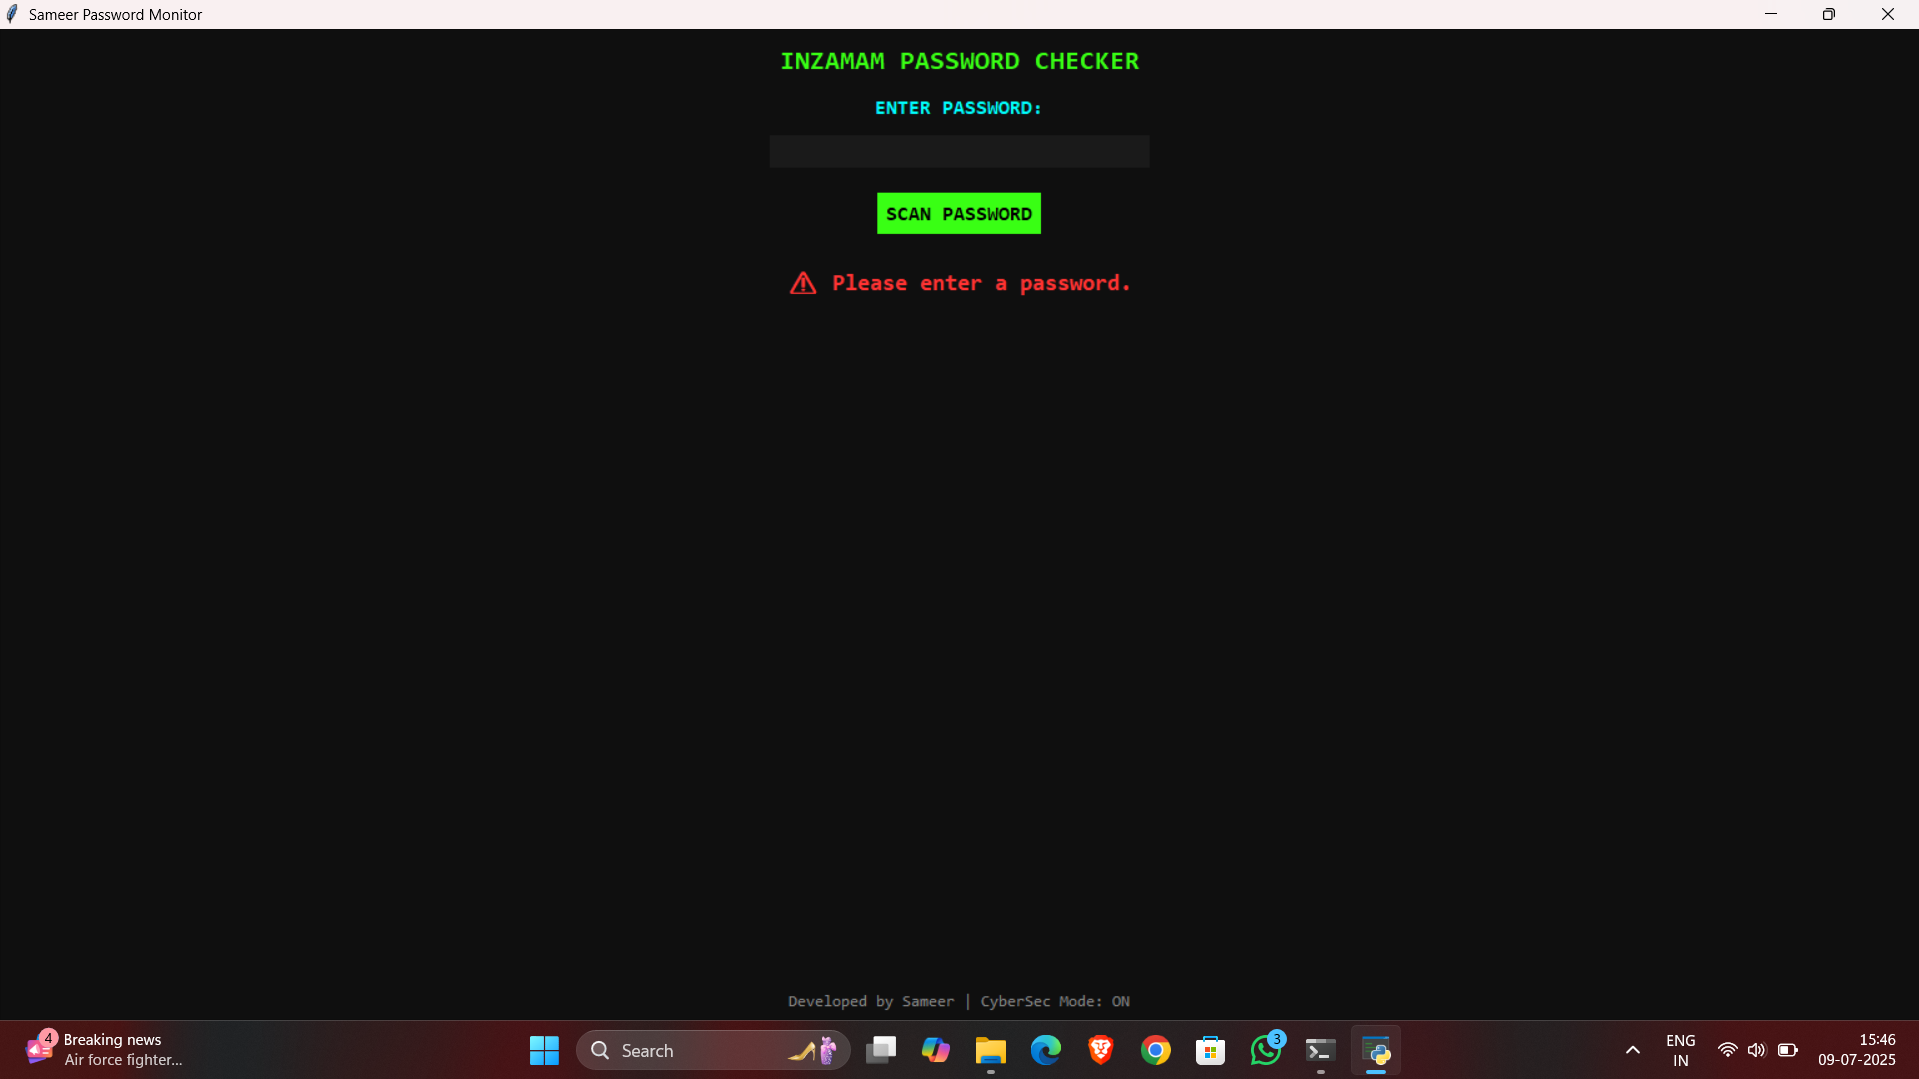 Sameer Password Monitor
INZAMAM PASSWORD CHECKER
ENTER PASSWORD:
SCAN PASSWORD
⚠ Please enter a password.
Developed by Sameer | CyberSec Mode: ON
4
Breaking news
Air force fighter...
Search
3
ENG
IN
15:46
09-07-2025